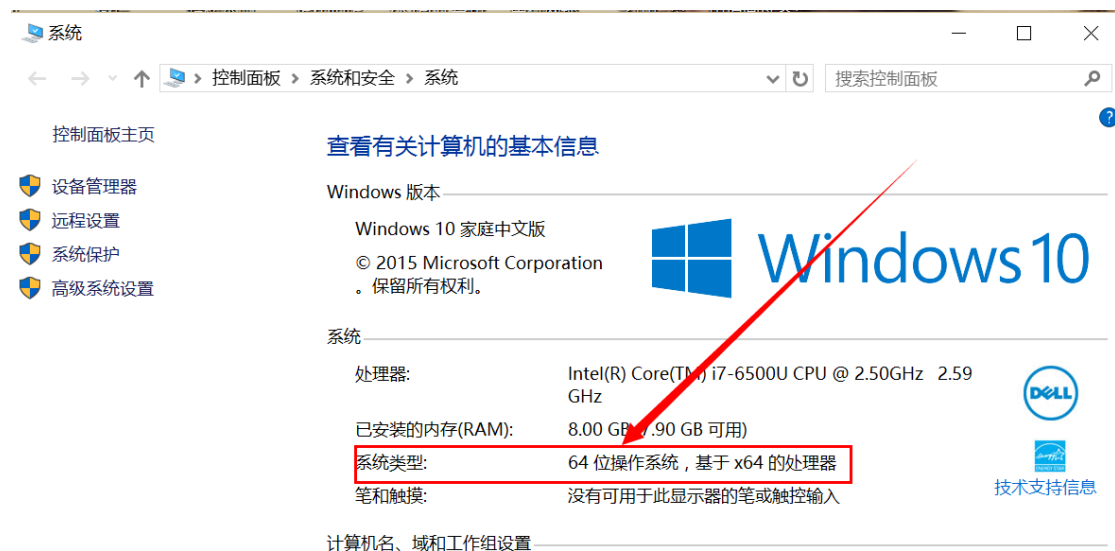 系统
控制面板 › 系统和安全 › 系统
搜索控制面板
控制面板主页
设备管理器
远程设置
系统保护
高级系统设置
查看有关计算机的基本信息
Windows 版本
Windows 10 家庭中文版
© 2015 Microsoft Corporation
。保留所有权利。
Windows 10
系统
处理器: Intel(R) Core(TM) i7-6500U CPU @ 2.50GHz 2.59
GHz
已安装的内存(RAM): 8.00 GB (7.90 GB 可用)
系统类型: 64 位操作系统，基于 x64 的处理器
笔和触摸: 没有可用于此显示器的笔或触控输入
DELL
ENERGY STAR
技术支持信息
计算机名、域和工作组设置